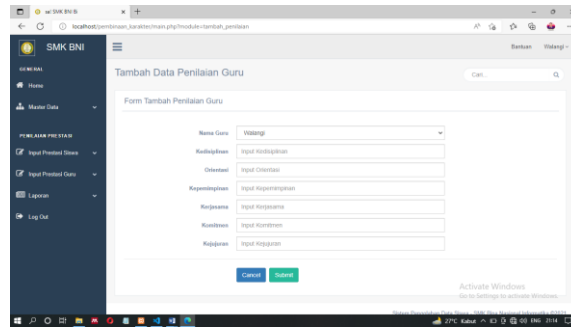 SMK BNI
localhost/pembinaan_karakter/main.php?module=tambah_penilaian
SMK BNI
Bantuan
Walangi
GENERAL
Home
Master Data
PENILAIAN PRESTASI
Input Prestasi Siswa
Input Prestasi Guru
Laporan
Log Out
Tambah Data Penilaian Guru
Cari...
Form Tambah Penilaian Guru
Nama Guru Walangi
Kedisiplinan Input Kedisiplinan
Orientasi Input Orientasi
Kepemimpinan Input Kepemimpinan
Kerjasama Input Kerjasama
Komitmen Input Komitmen
Kejujuran Input Kejujuran
Cancel Submit
Activate Windows
Go to Settings to activate Windows.
27°C Kabut ENG 21:14